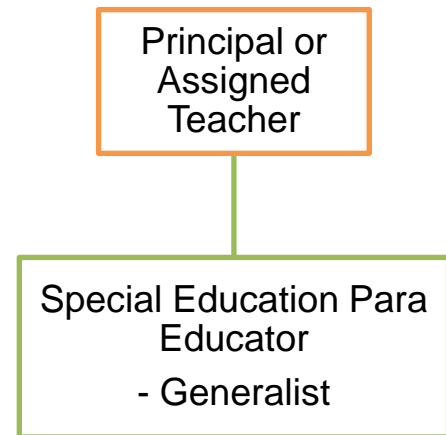 Principal or
Assigned
Teacher
Special Education Para
Educator
- Generalist